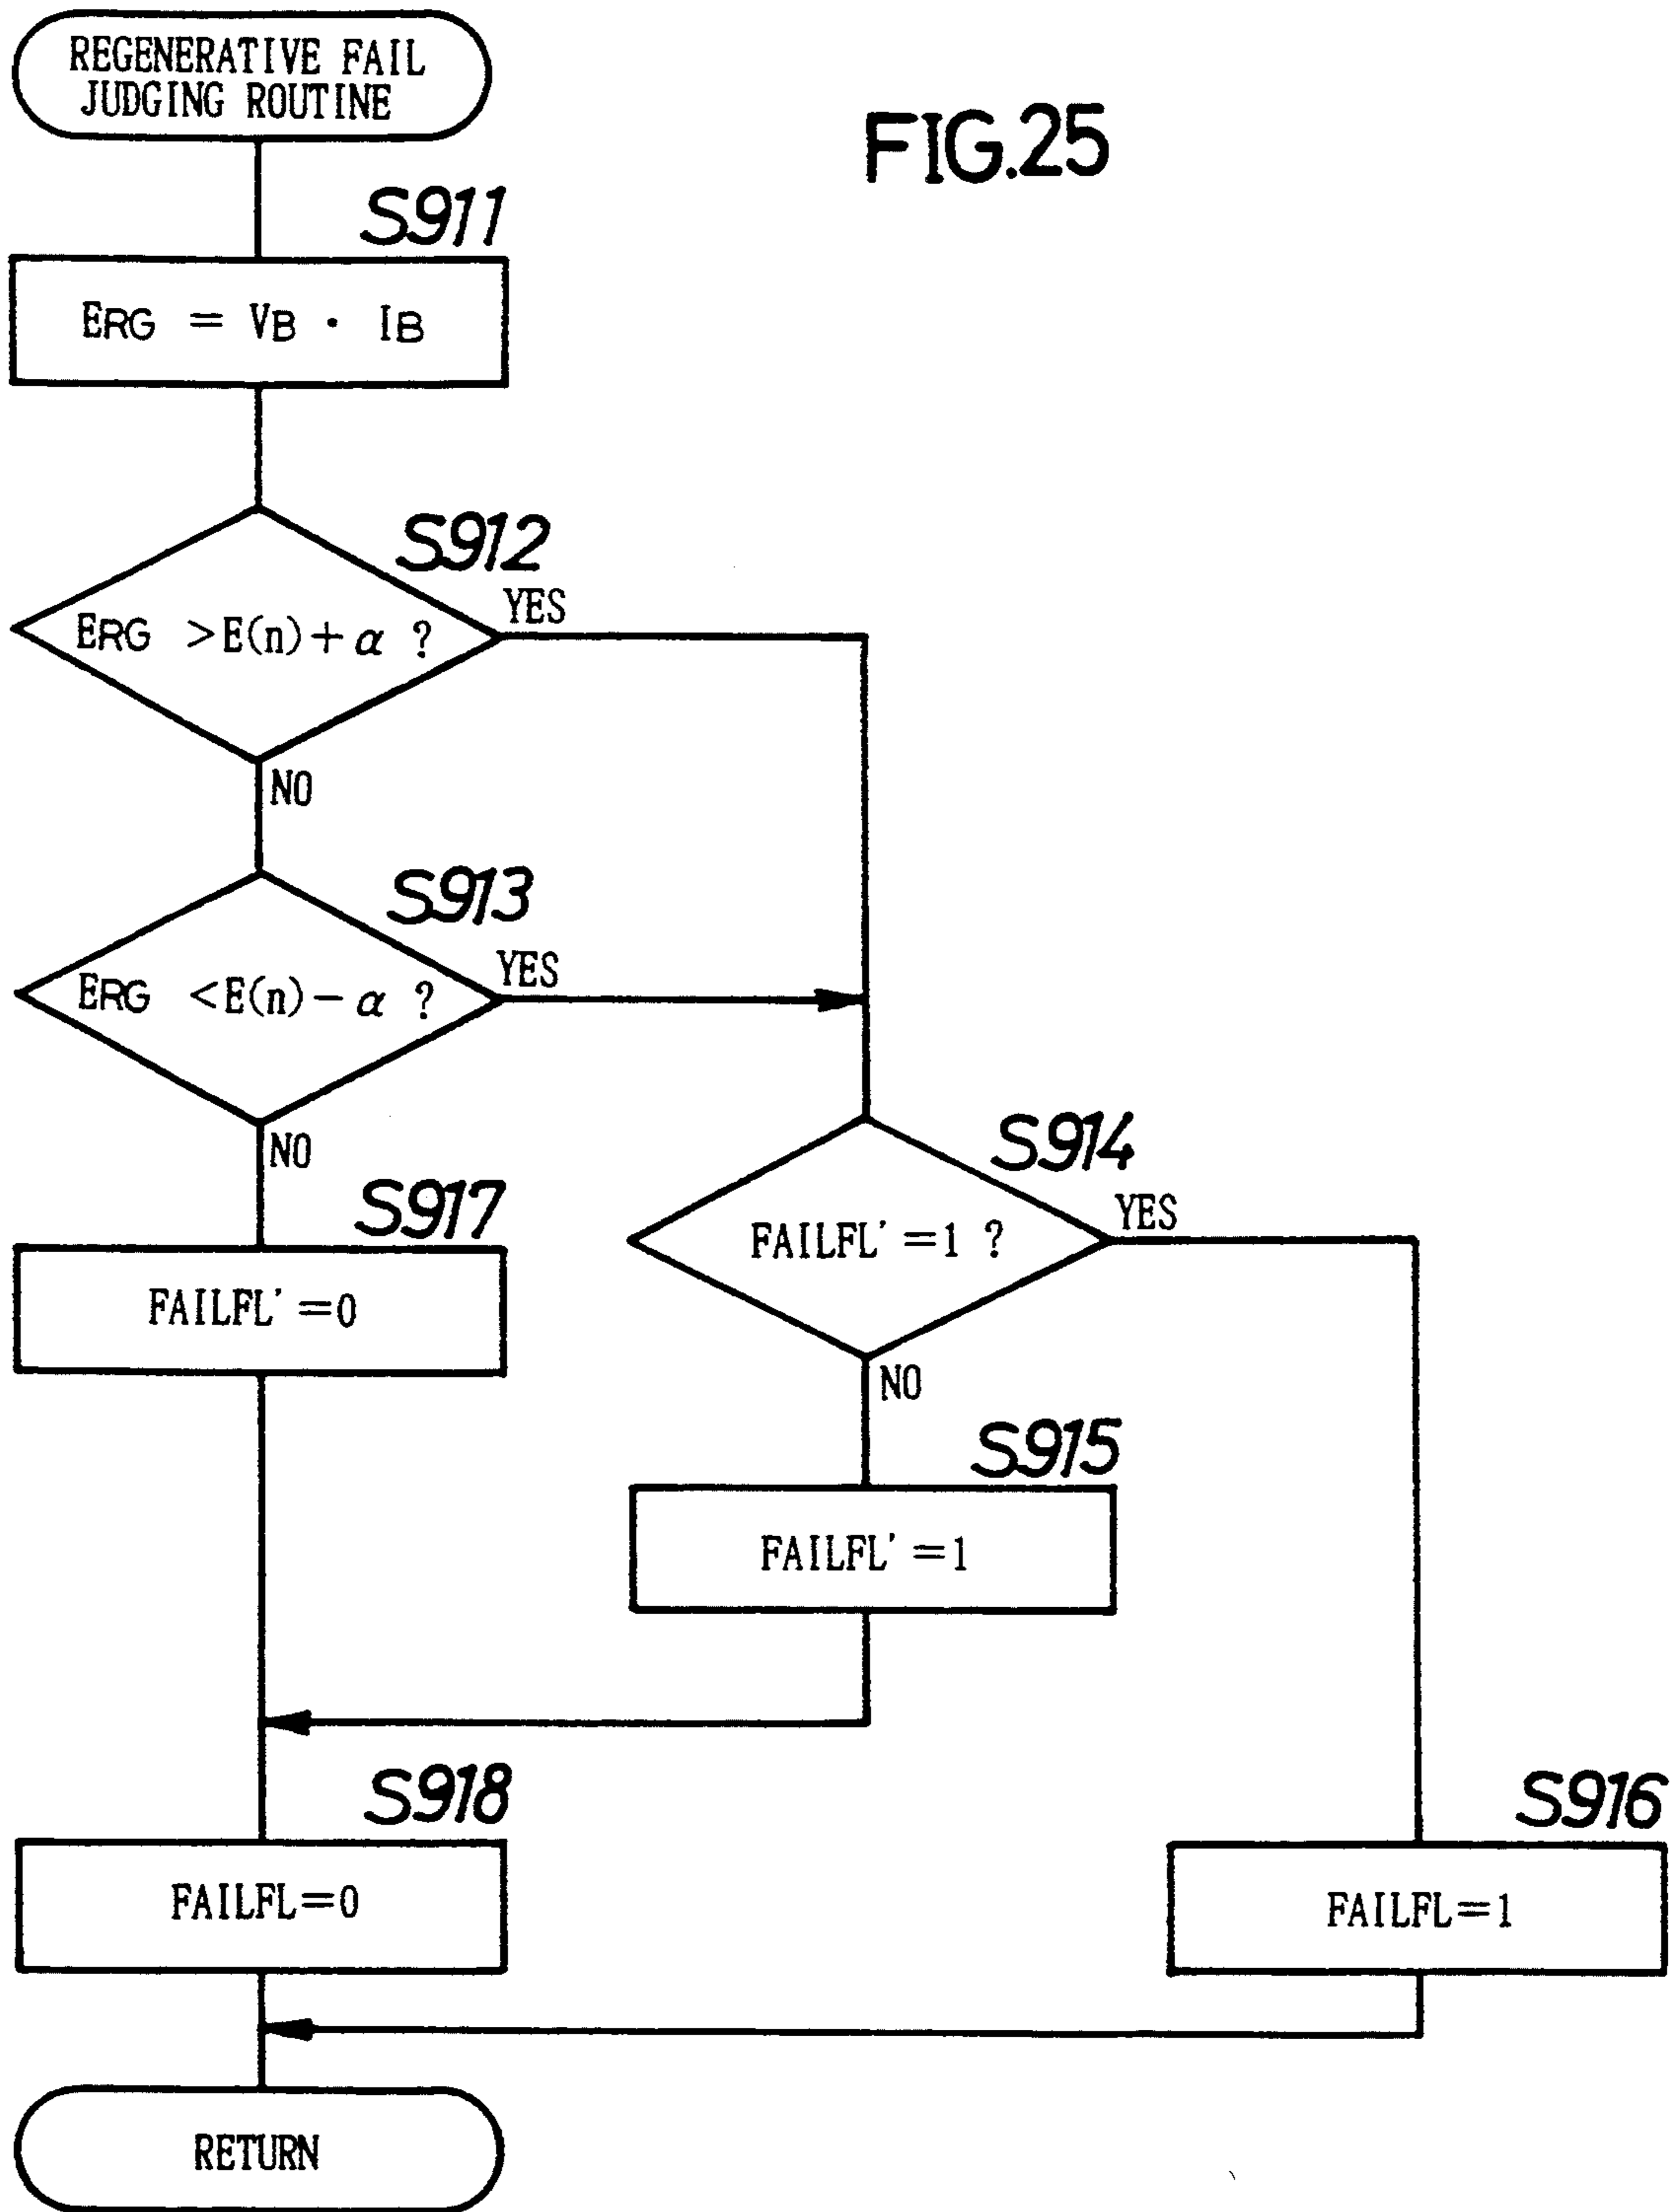 REGENERATIVE FAIL
JUDGING ROUTINE
FIG.25
S911
ERG = VB · IB
S912
ERG >E(n)+α ?
YES
NO
S913
ERG <E(n)-α ?
YES
NO
S914
FAILFL'=1 ?
YES
NO
S917
FAILFL'=0
S915
FAILFL'=1
S918
FAILFL=0
S916
FAILFL=1
RETURN